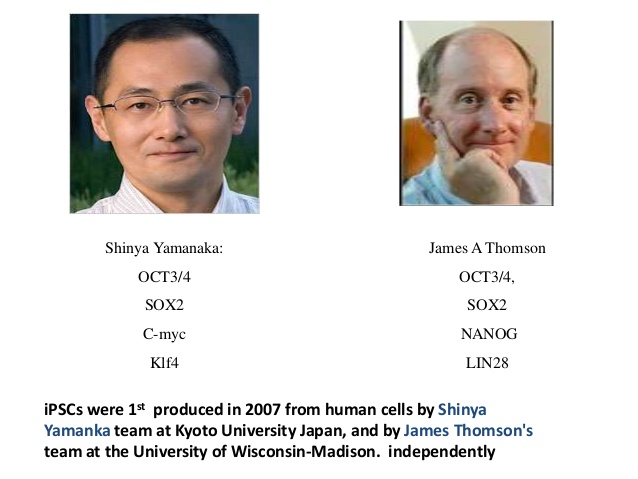 Shinya Yamanaka:
OCT3/4
SOX2
C-myc
Klf4
James A Thomson
OCT3/4,
SOX2
NANOG
LIN28
iPSCs were 1st produced in 2007 from human cells by Shinya
Yamanka team at Kyoto University Japan, and by James Thomson's
team at the University of Wisconsin-Madison. independently